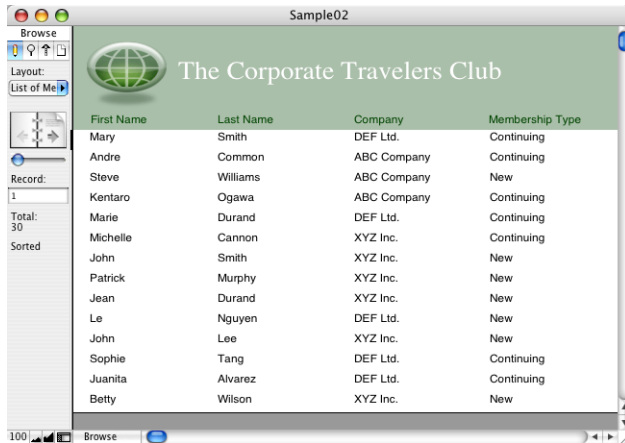 Sample02
Browse
Layout:
List of Me
Record:
1
Total:
30
Sorted
The Corporate Travelers Club
First Name Last Name Company Membership Type
Mary Smith DEF Ltd. Continuing
Andre Common ABC Company Continuing
Steve Williams ABC Company New
Kentaro Ogawa ABC Company Continuing
Marie Durand DEF Ltd. Continuing
Michelle Cannon XYZ Inc. Continuing
John Smith XYZ Inc. New
Patrick Murphy XYZ Inc. New
Jean Durand XYZ Inc. New
Le Nguyen DEF Ltd. New
John Lee XYZ Inc. New
Sophie Tang DEF Ltd. Continuing
Juanita Alvarez DEF Ltd. Continuing
Betty Wilson XYZ Inc. New
100 Browse